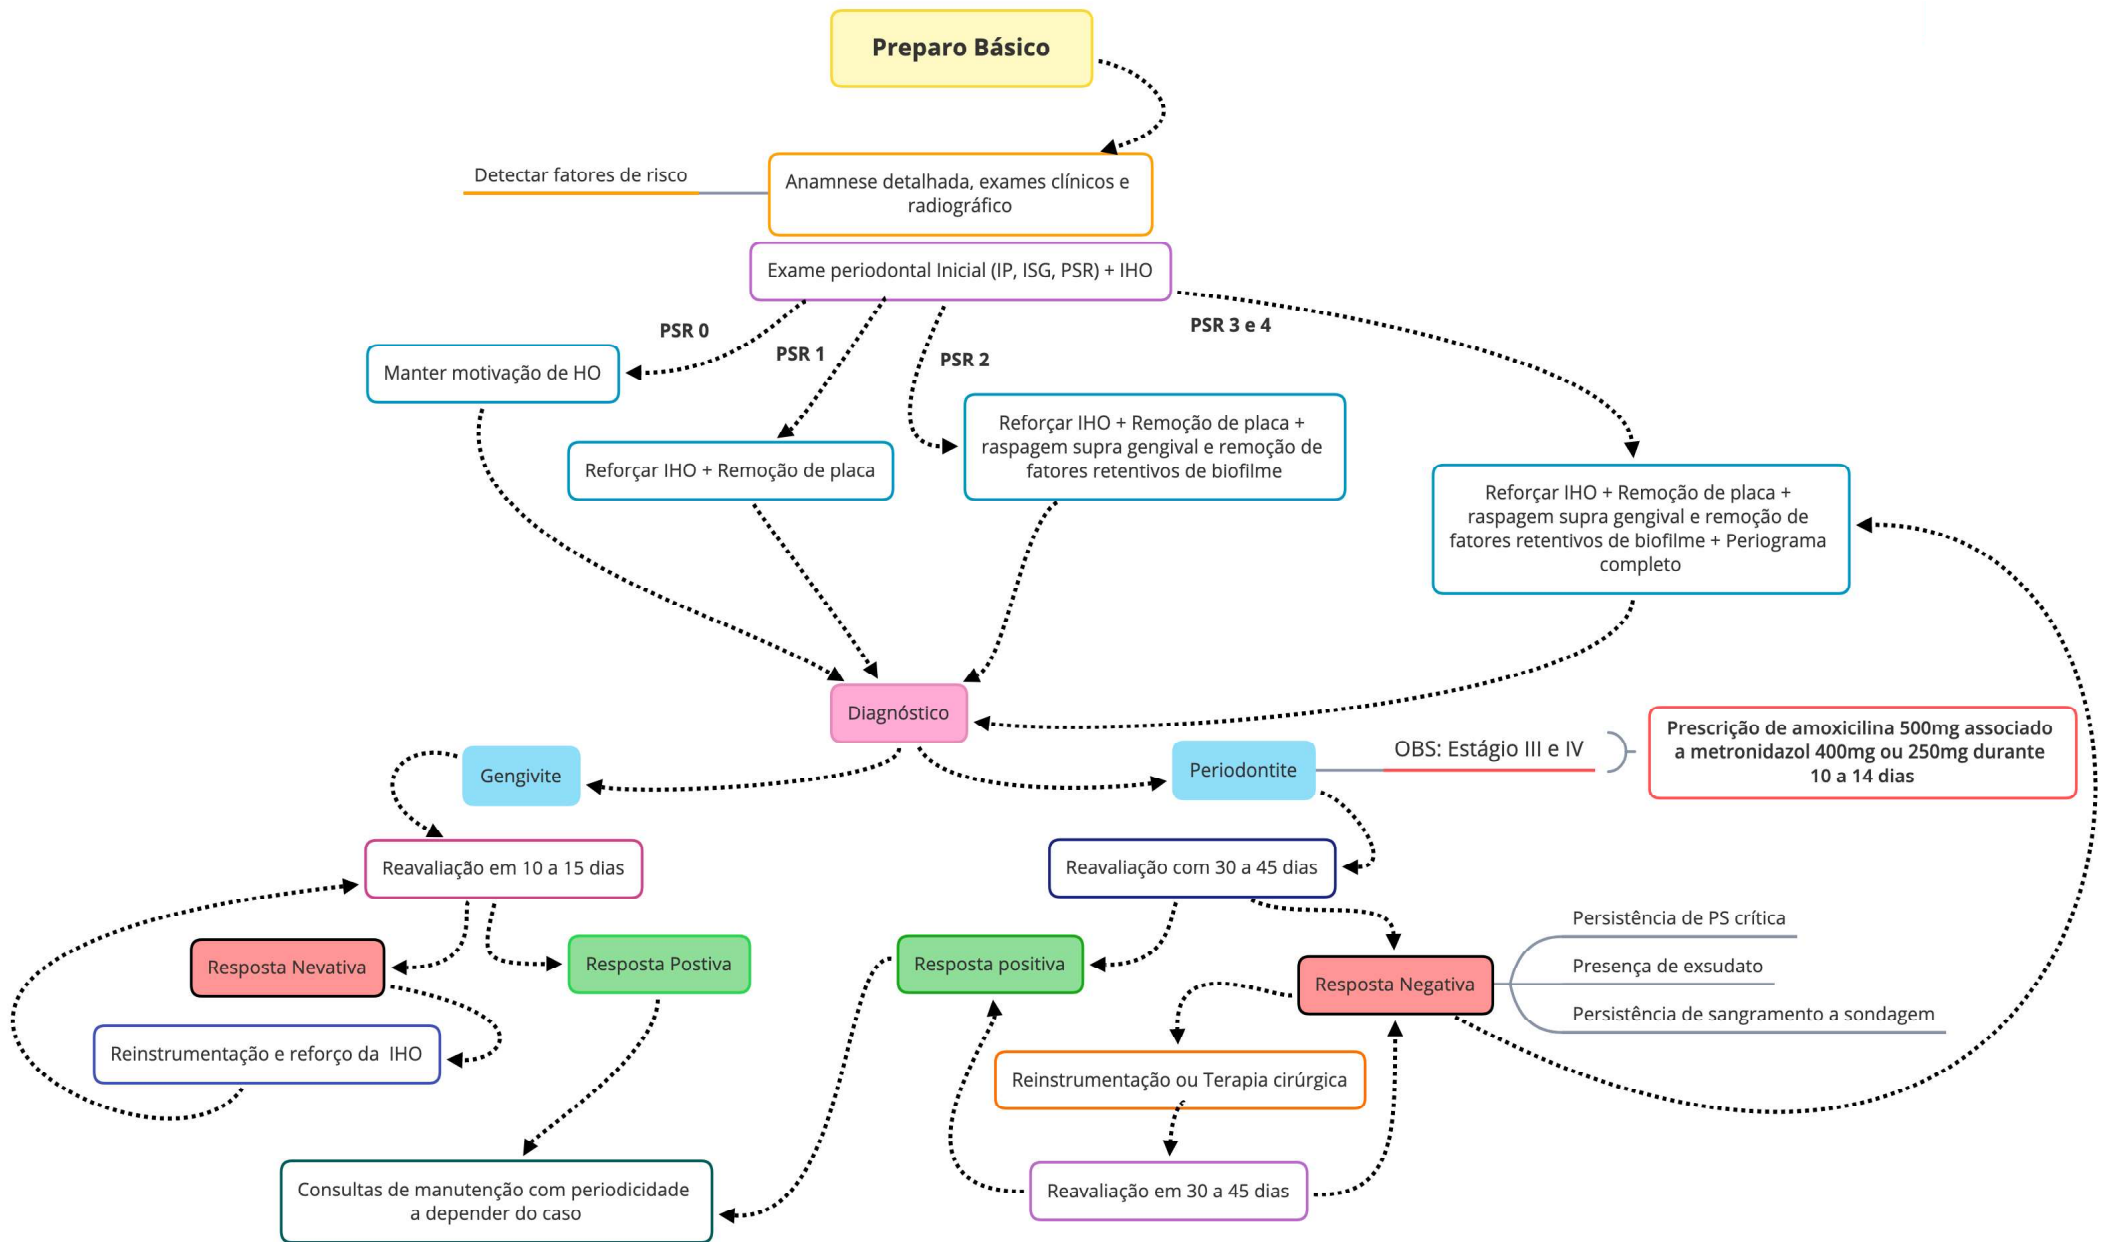 Preparo Básico
Detectar fatores de risco
Anamnese detalhada, exames clínicos e
radiográfico
Exame periodontal Inicial (IP, ISG, PSR) + IHO
PSR 0
PSR 1
PSR 2
PSR 3 e 4
Manter motivação de HO
Reforçar IHO + Remoção de placa
Reforçar IHO + Remoção de placa +
raspagem supra gengival e remoção de
fatores retentivos de biofilme
Reforçar IHO + Remoção de placa +
raspagem supra gengival e remoção de
fatores retentivos de biofilme + Periograma
completo
Diagnóstico
Gengivite
Periodontite
OBS: Estágio III e IV
Prescrição de amoxicilina 500mg associado
a metronidazol 400mg ou 250mg durante
10 a 14 dias
Reavaliação em 10 a 15 dias
Reavaliação com 30 a 45 dias
Resposta Nevativa
Resposta Postiva
Resposta positiva
Resposta Negativa
Persistência de PS crítica
Presença de exsudato
Persistência de sangramento a sondagem
Reinstrumentação e reforço da IHO
Reinstrumentação ou Terapia cirúrgica
Consultas de manutenção com periodicidade
a depender do caso
Reavaliação em 30 a 45 dias